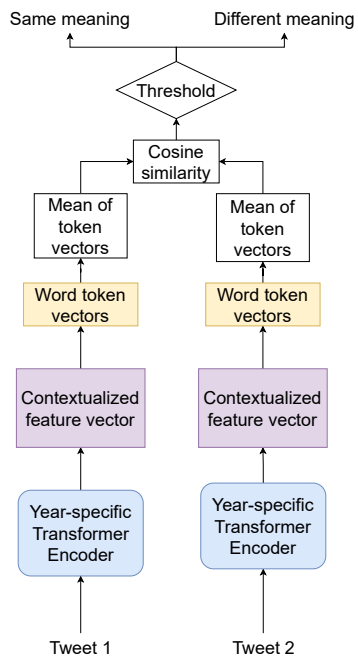 Same meaning
Different meaning
Threshold
Cosine
similarity
Mean of
token
vectors
Mean of
token
vectors
Word token
vectors
Word token
vectors
Contextualized
feature vector
Contextualized
feature vector
Year-specific
Transformer
Encoder
Year-specific
Transformer
Encoder
Tweet 1
Tweet 2